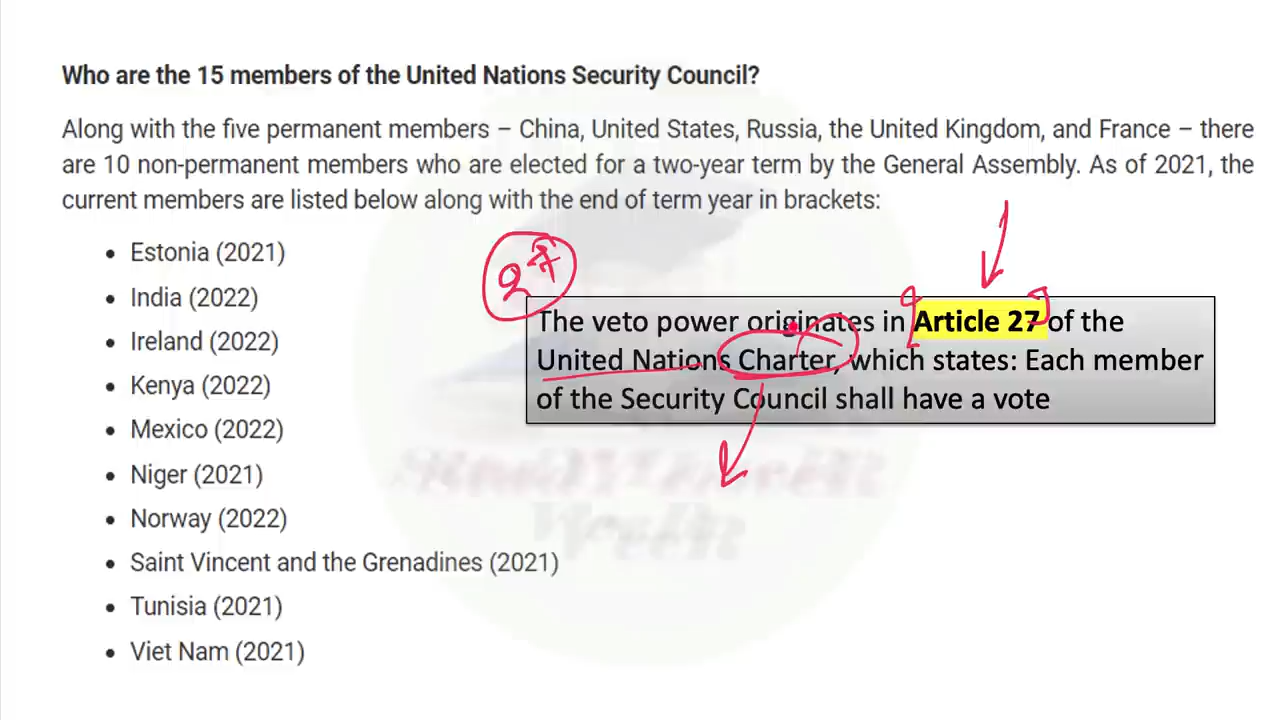 Who are the 15 members of the United Nations Security Council?
Along with the five permanent members – China, United States, Russia, the United Kingdom, and France – there
are 10 non-permanent members who are elected for a two-year term by the General Assembly. As of 2021, the
current members are listed below along with the end of term year in brackets:
• Estonia (2021)
• India (2022)
• Ireland (2022)
• Kenya (2022)
• Mexico (2022)
• Niger (2021)
• Norway (2022)
• Saint Vincent and the Grenadines (2021)
• Tunisia (2021)
• Viet Nam (2021)
27
The veto power originates in Article 27 of the
United Nations Charter, which states: Each member
of the Security Council shall have a vote